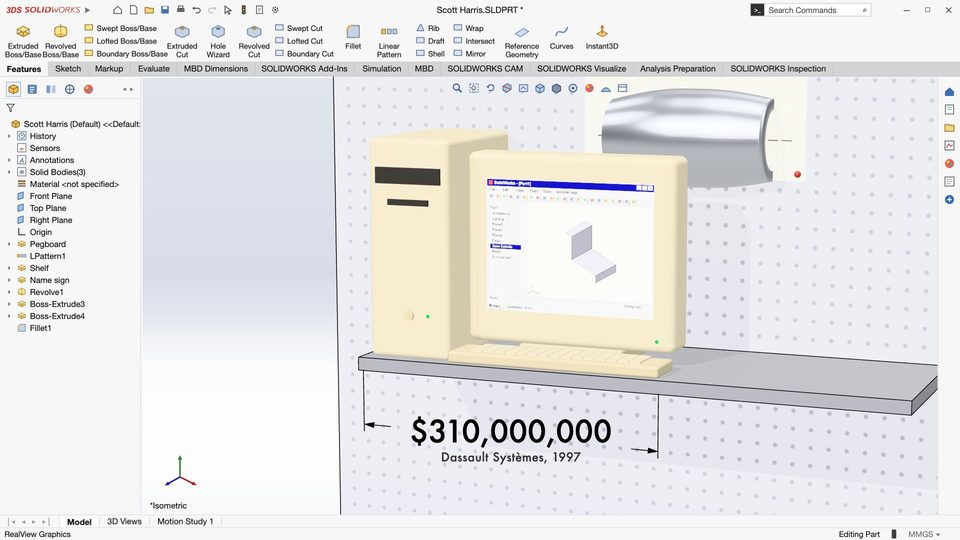 3DS SOLIDWORKS
Scott Harris.SLDPRT *
Search Commands
Extruded Boss/Base
Revolved Boss/Base
Swept Boss/Base
Lofted Boss/Base
Boundary Boss/Base
Extruded Cut
Hole Wizard
Revolved Cut
Swept Cut
Lofted Cut
Boundary Cut
Fillet
Linear Pattern
Rib
Draft
Shell
Wrap
Intersect
Mirror
Reference Geometry
Curves
Instant3D
Features Sketch Markup Evaluate MBD Dimensions SOLIDWORKS Add-Ins Simulation MBD SOLIDWORKS CAM SOLIDWORKS Visualize Analysis Preparation SOLIDWORKS Inspection
Scott Harris (Default) <<Default:
History
Sensors
Annotations
Solid Bodies(3)
Material <not specified>
Front Plane
Top Plane
Right Plane
Origin
Pegboard
LPattern1
Shelf
Name sign
Revolve1
Boss-Extrude3
Boss-Extrude4
Fillet1
SolidWorks - [Part1]
$310,000,000
Dassault Systèmes, 1997
*Isometric
Model 3D Views Motion Study 1
RealView Graphics
Editing Part
MMGS